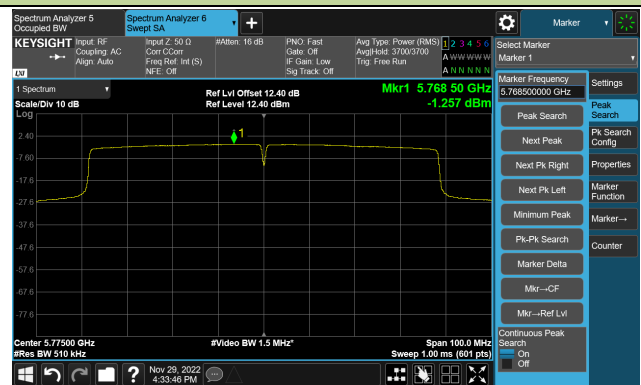 Spectrum Analyzer 5
Occupied BW
Spectrum Analyzer 6
Swept SA
Marker
KEYSIGHT
Input: RF
Coupling: AC
Align: Auto
Input Z: 50 Ω
Corr CCorr
Freq Ref: Int (S)
NFE: Off
#Atten: 16 dB
PNO: Fast
Gate: Off
IF Gain: Low
Sig Track: Off
Avg Type: Power (RMS)
Avg|Hold: 3700/3700
Trig: Free Run
1 2 3 4 5 6
A W W W W W
A N N N N N
LXI
Select Marker
Marker 1
1 Spectrum
Scale/Div 10 dB
Log
Ref Lvl Offset 12.40 dB
Ref Level 12.40 dBm
Mkr1 5.768 50 GHz
-1.257 dBm
1
2.40
-7.60
-17.6
-27.6
-37.6
-47.6
-57.6
-67.6
-77.6
Center 5.77500 GHz
#Res BW 510 kHz
#Video BW 1.5 MHz*
Span 100.0 MHz
Sweep 1.00 ms (601 pts)
Marker Frequency
5.768500000 GHz
Peak Search
Next Peak
Next Pk Right
Next Pk Left
Minimum Peak
Pk-Pk Search
Marker Delta
Mkr→CF
Mkr→Ref Lvl
Continuous Peak
Search
On
Off
Settings
Peak
Search
Pk Search
Config
Properties
Marker
Function
Marker→
Counter
Nov 29, 2022
4:33:46 PM